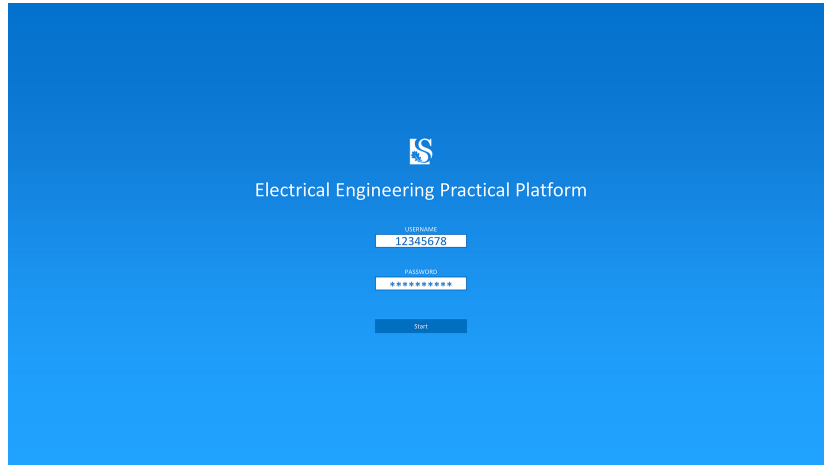 Electrical Engineering Practical Platform
USERNAME
12345678
PASSWORD
**********
Start